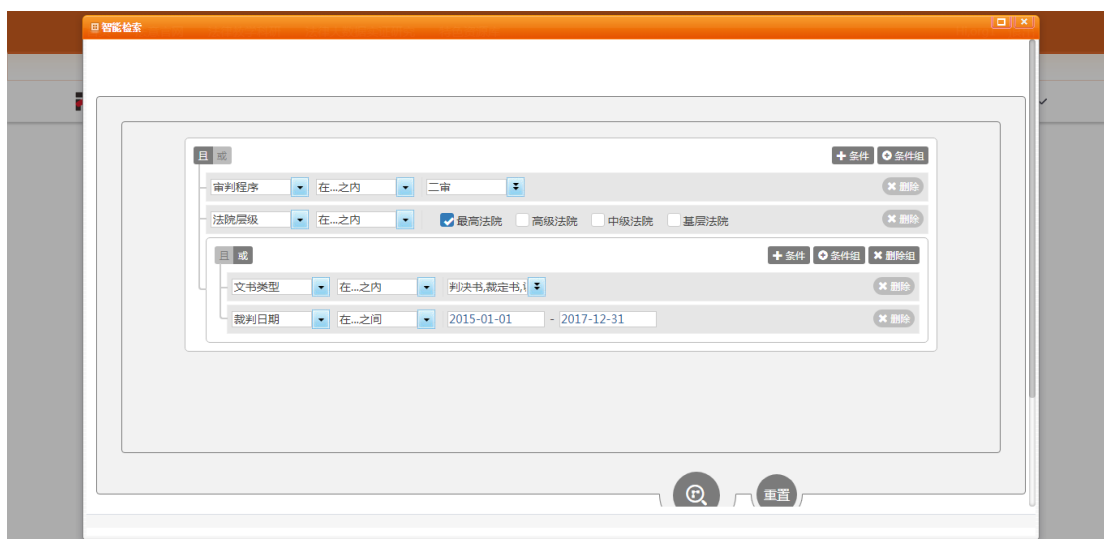 智能检索
且 或 条件 条件组
审判程序 在...之内 二审 删除
法院层级 在...之内 最高法院 高级法院 中级法院 基层法院 删除
且 或 条件 条件组 删除组
文书类型 在...之内 判决书,裁定书, 删除
裁判日期 在...之间 2015-01-01 - 2017-12-31 删除
重置